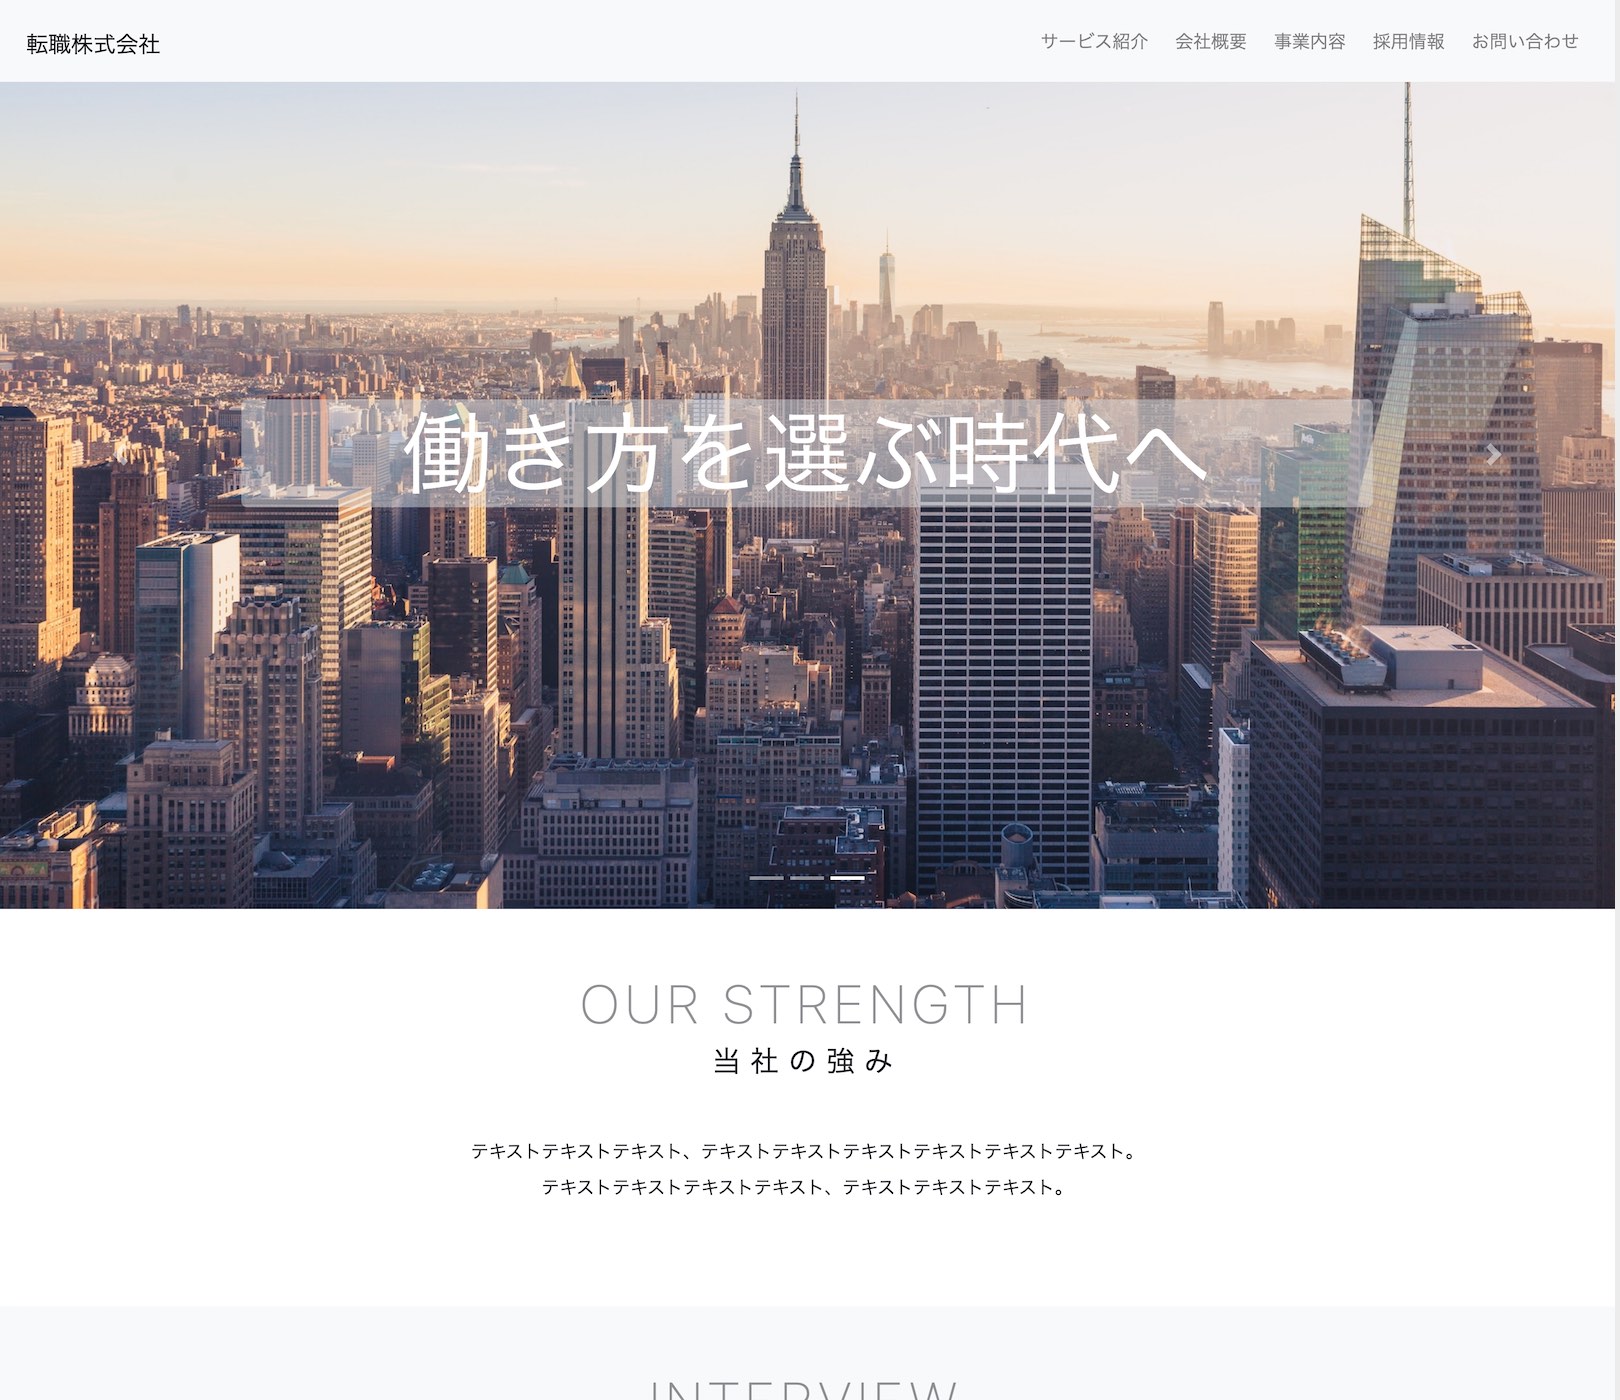 転職株式会社
サービス紹介 会社概要 事業内容 採用情報 お問い合わせ
働き方を選ぶ時代へ
OUR STRENGTH
当社の強み
テキストテキストテキスト、テキストテキストテキストテキストテキストテキスト。
テキストテキストテキストテキスト、テキストテキストテキスト。
INTERVIEW